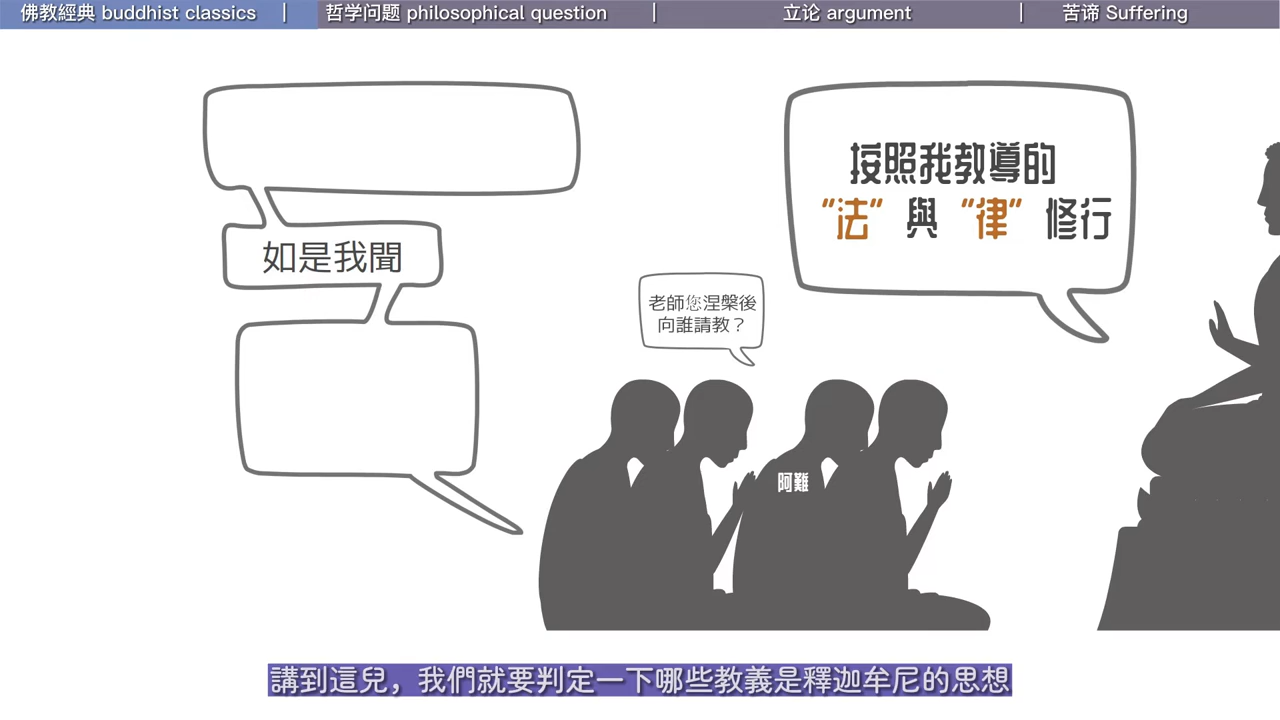 佛教經典 buddhist classics | 哲学问题 philosophical question | 立论 argument | 苦谛 Suffering
按照我教導的
“法” 與 “律” 修行
如是我聞
老師您涅槃後
向誰請教？
阿難
講到這兒，我們就要判定一下哪些教義是釋迦牟尼的思想